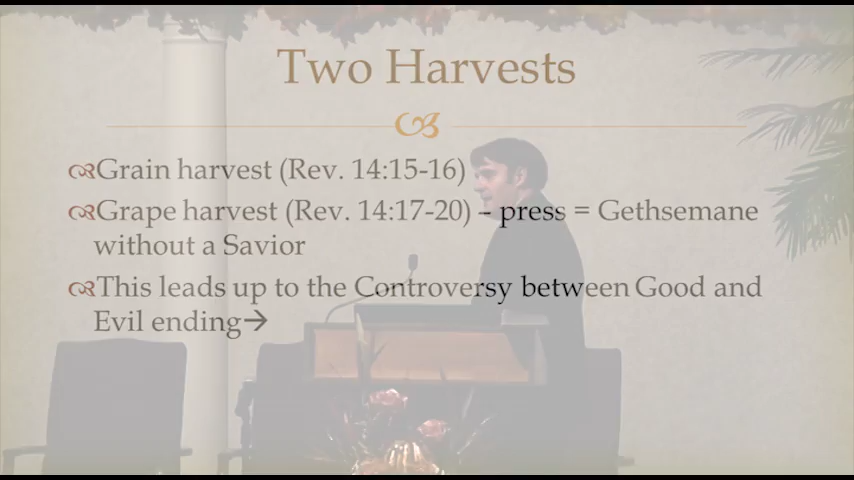 Two Harvests
Grain harvest (Rev. 14:15-16)
Grape harvest (Rev. 14:17-20) – press = Gethsemane
without a Savior
This leads up to the Controversy between Good and
Evil ending→